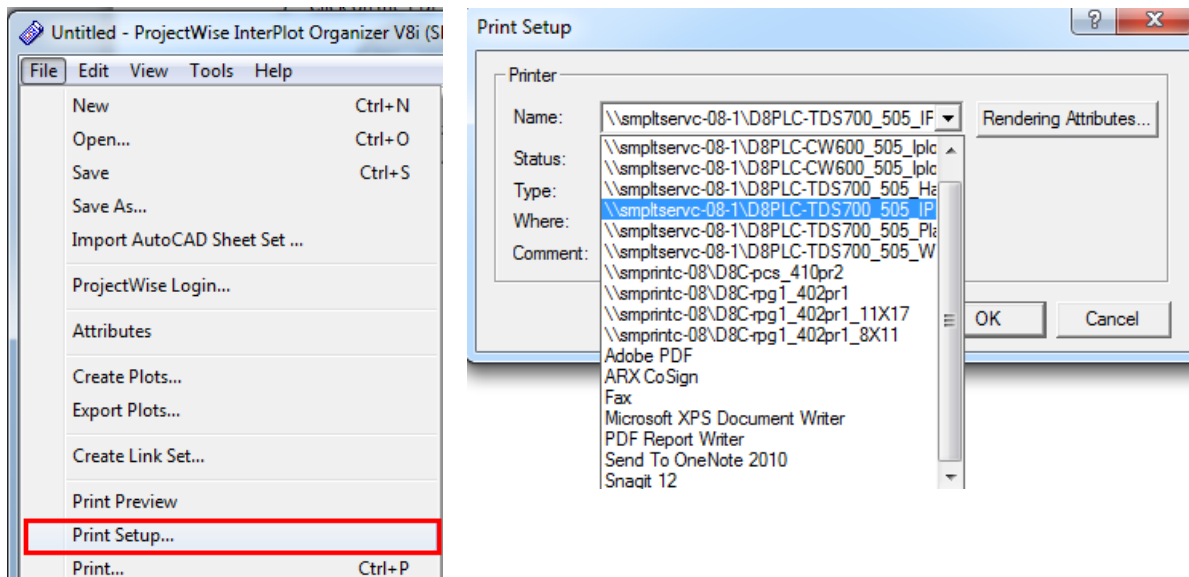 Untitled - ProjectWise InterPlot Organizer V8i (S
File Edit View Tools Help
New Ctrl+N
Open... Ctrl+O
Save Ctrl+S
Save As...
Import AutoCAD Sheet Set ...
ProjectWise Login...
Attributes
Create Plots...
Export Plots...
Create Link Set...
Print Preview
Print Setup...
Print... Ctrl+P
Print Setup
Printer
Name: \\smpltservc-08-1\D8PLC-TDS700_505_IF Rendering Attributes...
Status:
Type:
Where:
Comment:
\\smpltservc-08-1\D8PLC-CW600_505_Iplo
\\smpltservc-08-1\D8PLC-CW600_505_Iplo
\\smpltservc-08-1\D8PLC-TDS700_505_Ha
\\smpltservc-08-1\D8PLC-TDS700_505_IP
\\smpltservc-08-1\D8PLC-TDS700_505_Pla
\\smpltservc-08-1\D8PLC-TDS700_505_W
\\smprintc-08\D8C-pcs_410pr2
\\smprintc-08\D8C-rpg1_402pr1
\\smprintc-08\D8C-rpg1_402pr1_11X17
\\smprintc-08\D8C-rpg1_402pr1_8X11
Adobe PDF
ARX CoSign
Fax
Microsoft XPS Document Writer
PDF Report Writer
Send To OneNote 2010
Snagit 12
OK Cancel